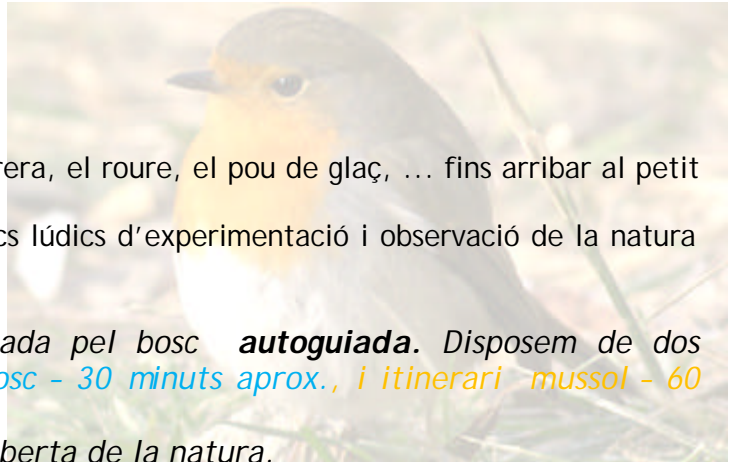 rera, el roure, el pou de glaç, ... fins arribar al petit
cs lúdics d'experimentació i observació de la natura
ada pel bosc autoguiada. Disposem de dos
osc – 30 minuts aprox., i itinerari mussol – 60
berta de la natura.